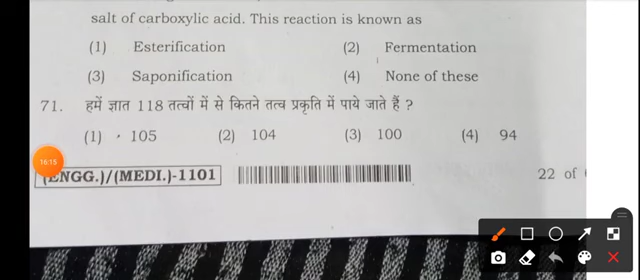 salt of carboxylic acid. This reaction is known as
(1) Esterification (2) Fermentation
(3) Saponification (4) None of these
71. हमें ज्ञात 118 तत्वों में से कितने तत्व प्रकृति में पाये जाते हैं ?
(1) 105 (2) 104 (3) 100 (4) 94
16:15
(ENGG.)/(MEDI.)-1101 22 of